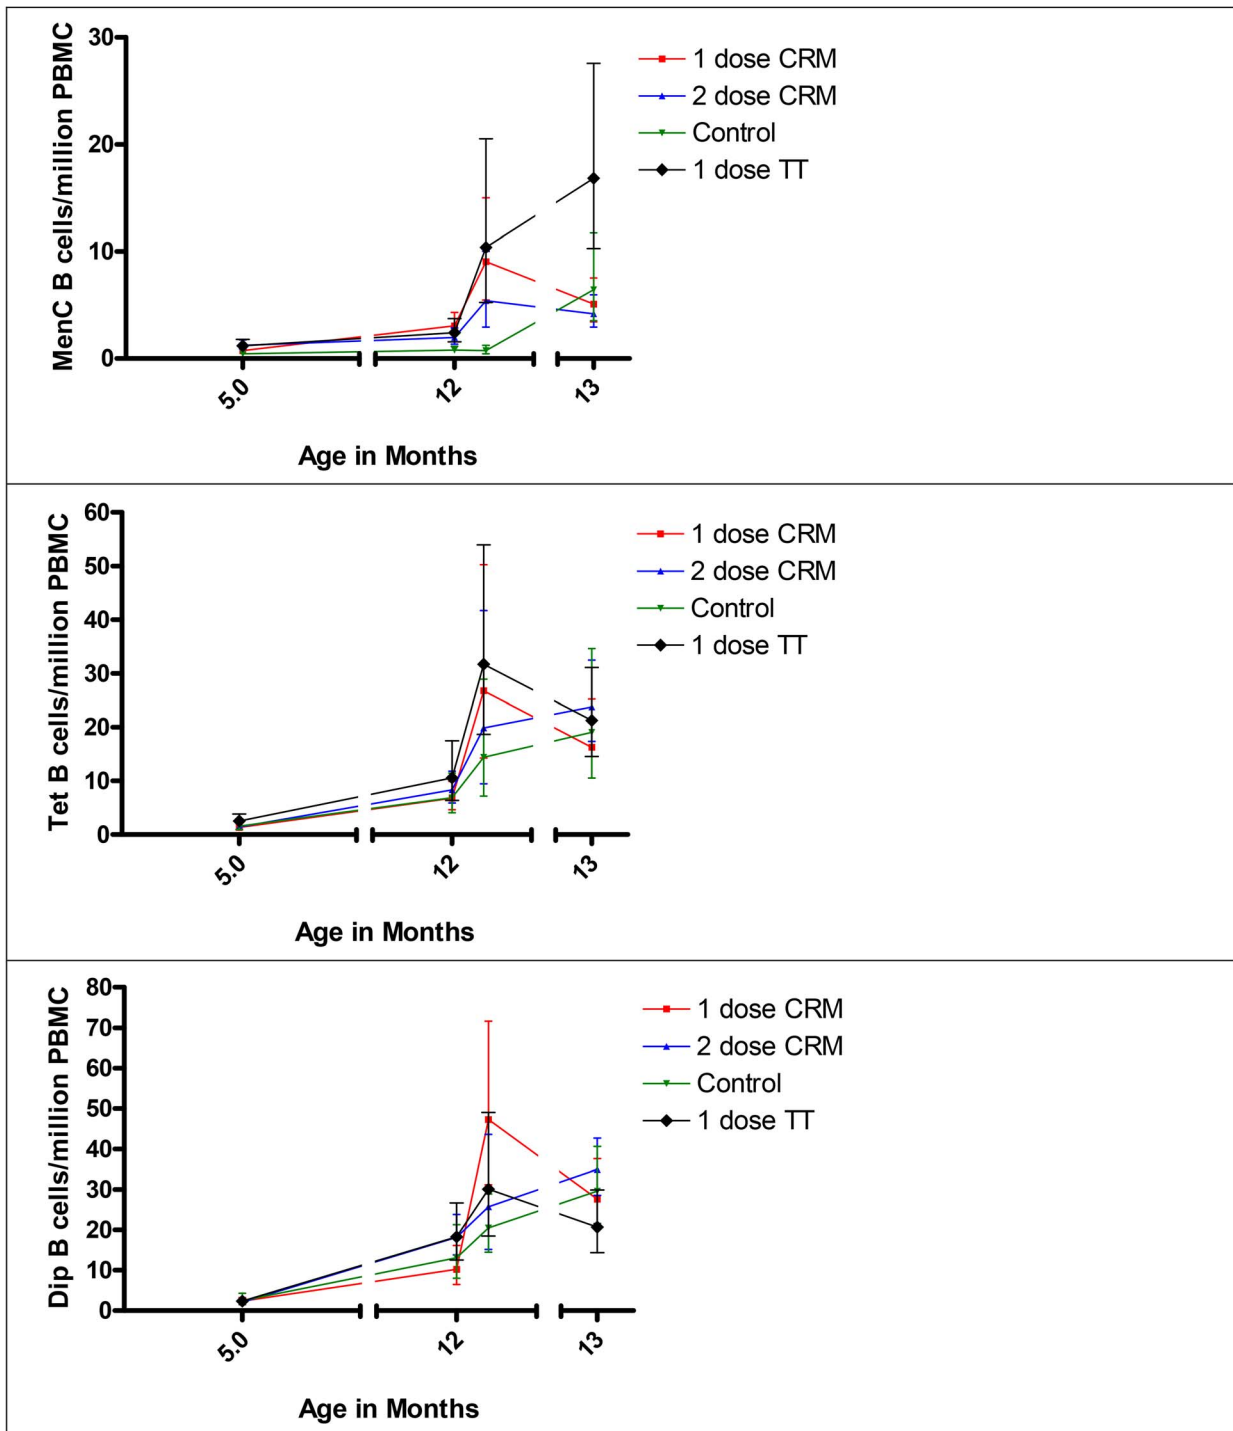 MenC B cells/million PBMC
30
20
10
0
5.0
12
13
Age in Months
1 dose CRM
2 dose CRM
Control
1 dose TT
Tet B cells/million PBMC
60
50
40
30
20
10
0
5.0
12
13
Age in Months
1 dose CRM
2 dose CRM
Control
1 dose TT
Dip B cells/million PBMC
80
70
60
50
40
30
20
10
0
5.0
12
13
Age in Months
1 dose CRM
2 dose CRM
Control
1 dose TT